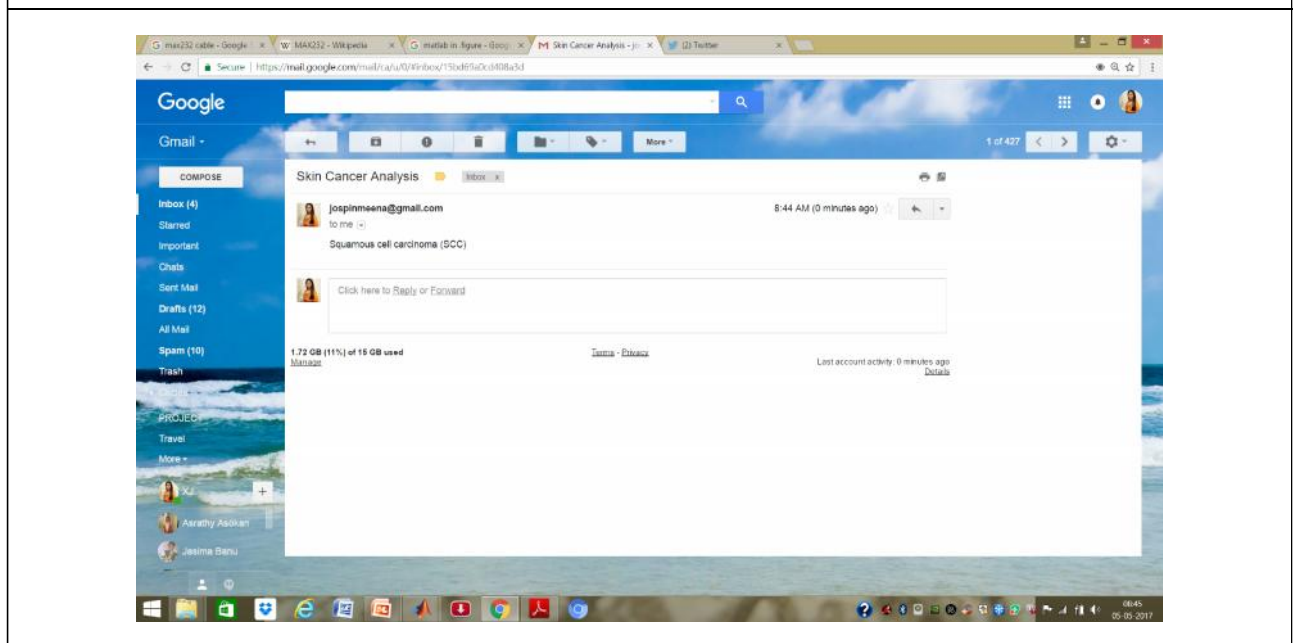 max232 cable - Google
MAX232 - Wikipedia
matlab in .figure - Goog
Skin Cancer Analysis - jo
(2) Twitter
Secure
Google
Gmail
1 of 427
More
COMPOSE
Skin Cancer Analysis
Inbox x
Inbox (4)
jospinmeena@gmail.com
8:44 AM (0 minutes ago)
Starred
to me
Important
Squamous cell carcinoma (SCC)
Chats
Sent Mail
Click here to Reply or Forward
Drafts (12)
All Mail
Spam (10)
1.72 GB (11%) of 15 GB used
Manage
Terms - Privacy
Last account activity: 0 minutes ago
Details
Trash
PROJECT
Travel
More
Asrathy Asokan
Jasima Banu
05-05-2017